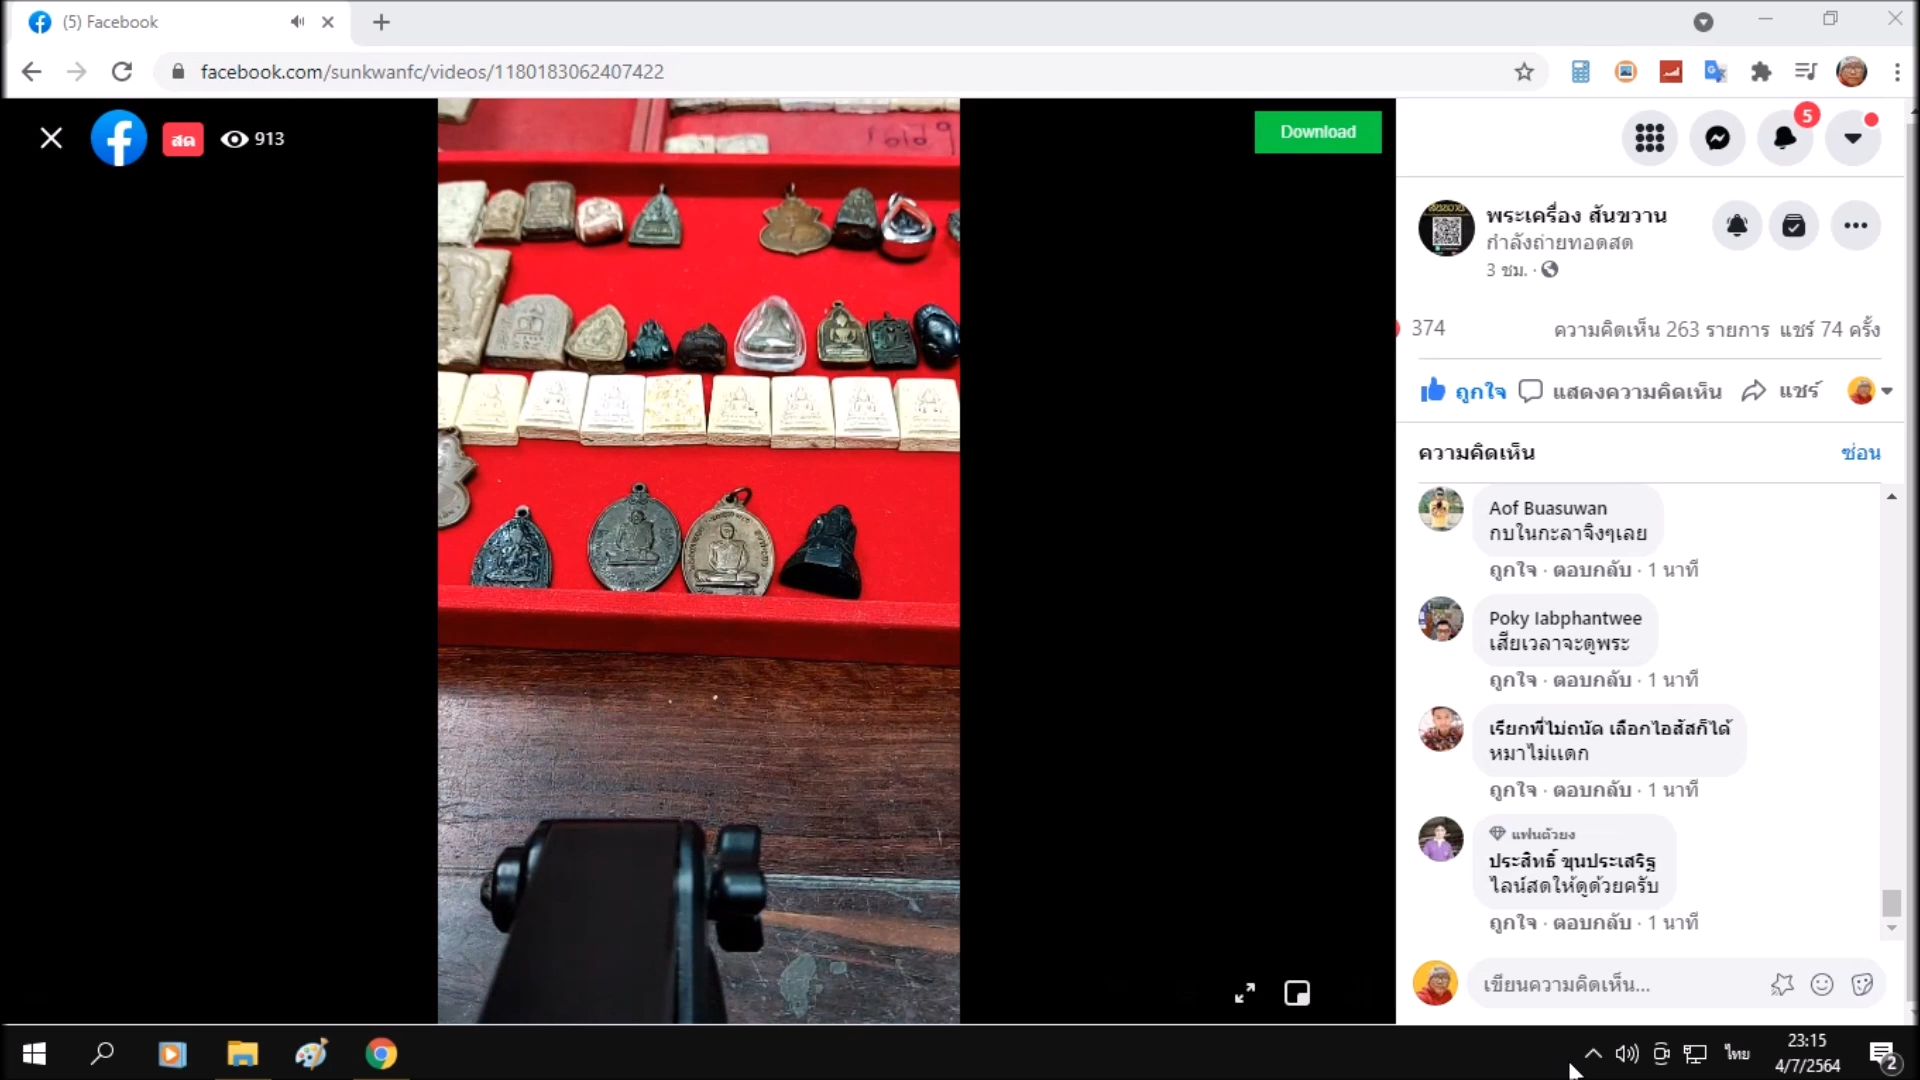 (5) Facebook
facebook.com/sunkwanfc/videos/1180183062407422
สด
913
Download
5
พระเครื่อง สันขวาน
กำลังถ่ายทอดสด
3 ชม. ·
374
ความคิดเห็น 263 รายการ แชร์ 74 ครั้ง
ถูกใจ
แสดงความคิดเห็น
แชร์
ความคิดเห็น
ซ่อน
Aof Buasuwan
กบในกะลาจิงๆเลย
ถูกใจ · ตอบกลับ · 1 นาที
Poky Iabphantwee
เสียเวลาจะดูพระ
ถูกใจ · ตอบกลับ · 1 นาที
เรียกพี่ไม่ถนัด เลือกไอสัสก็ได้
หมาไม่แดก
ถูกใจ · ตอบกลับ · 1 นาที
แฟนตัวยง
ประสิทธิ์ ขุนประเสริฐ
ไลน์สดให้ดูด้วยครับ
ถูกใจ · ตอบกลับ · 1 นาที
เขียนความคิดเห็น...
ไทย
23:15
4/7/2564
2